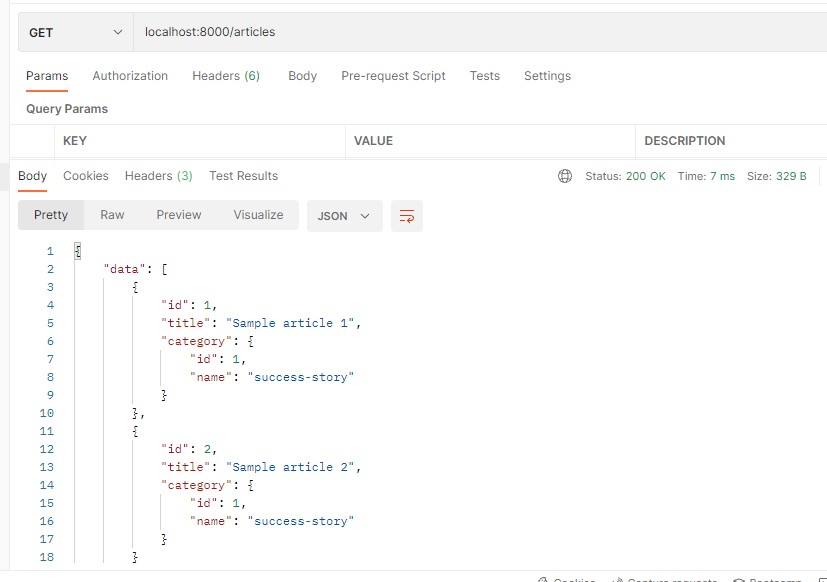 GET localhost:8000/articles
Params Authorization Headers (6) Body Pre-request Script Tests Settings
Query Params
KEY VALUE DESCRIPTION
Body Cookies Headers (3) Test Results Status: 200 OK Time: 7 ms Size: 329 B
Pretty Raw Preview Visualize JSON
1 {
2 "data": [
3 {
4 "id": 1,
5 "title": "Sample article 1",
6 "category": {
7 "id": 1,
8 "name": "success-story"
9 }
10 },
11 {
12 "id": 2,
13 "title": "Sample article 2",
14 "category": {
15 "id": 1,
16 "name": "success-story"
17 }
18 }
Cookies Capture requests Bootcamp